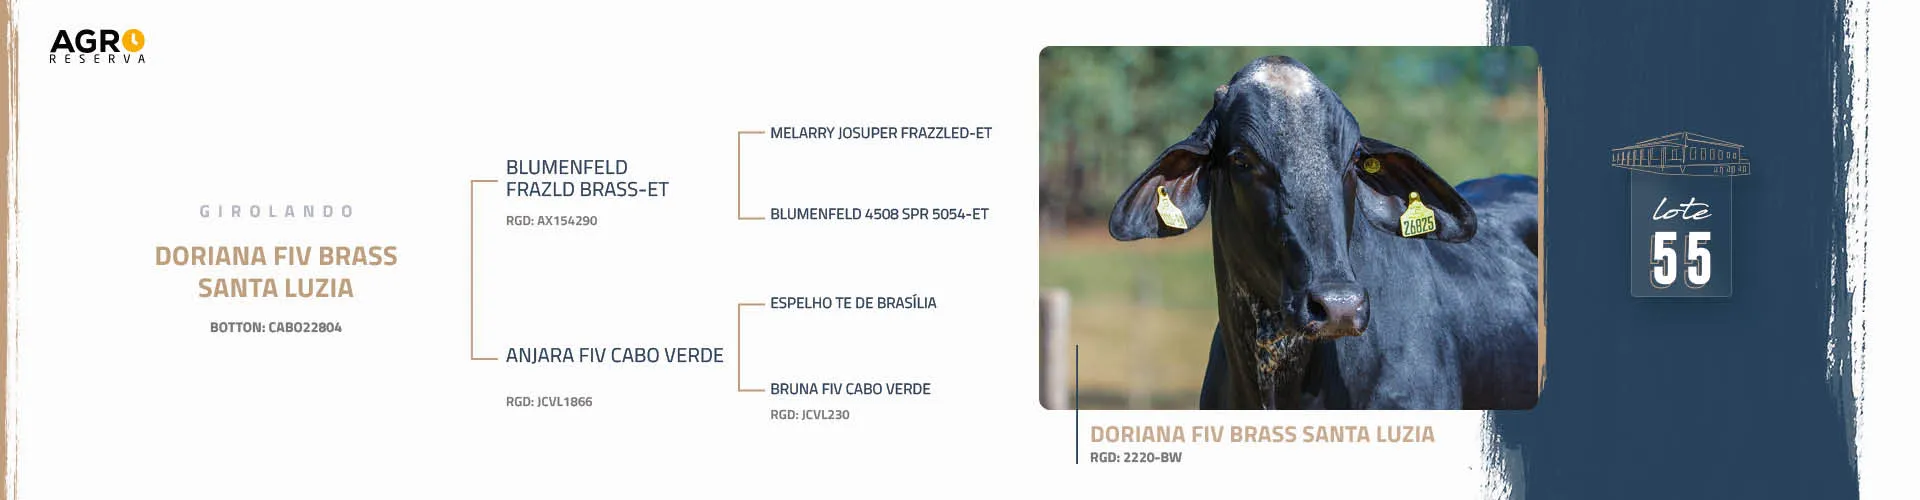 AGRO
RESERVA
GIROLANDO
DORIANA FIV BRASS
SANTA LUZIA
BOTTON: CABO22804
BLUMENFELD
FRAZLD BRASS-ET
RGD: AX154290
ANJARA FIV CABO VERDE
RGD: JCVL1866
MELARRY JOSUPER FRAZZLED-ET
BLUMENFELD 4508 SPR 5054-ET
ESPELHO TE DE BRASÍLIA
BRUNA FIV CABO VERDE
RGD: JCVL230
26825
DORIANA FIV BRASS SANTA LUZIA
RGD: 2220-BW
lote
55